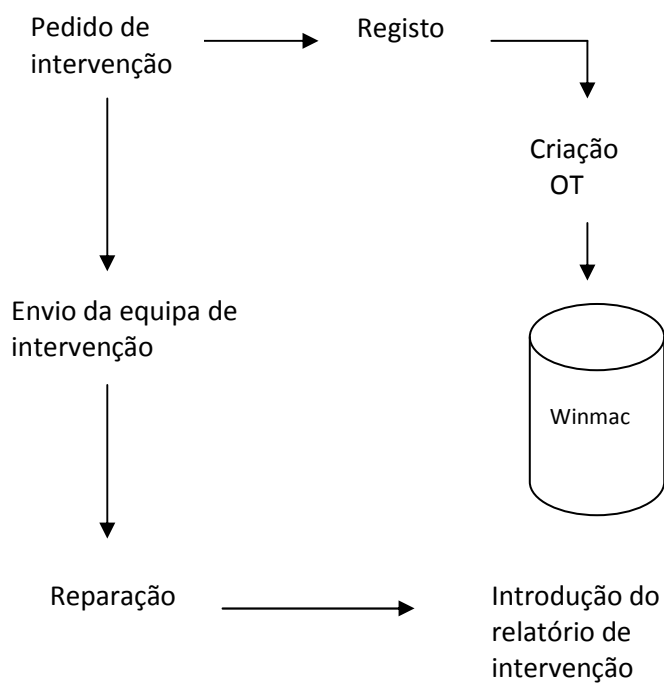 Pedido de
intervenção
Registo
Criação
OT
Envio da equipa de
intervenção
Winmac
Reparação
Introdução do
relatório de
intervenção